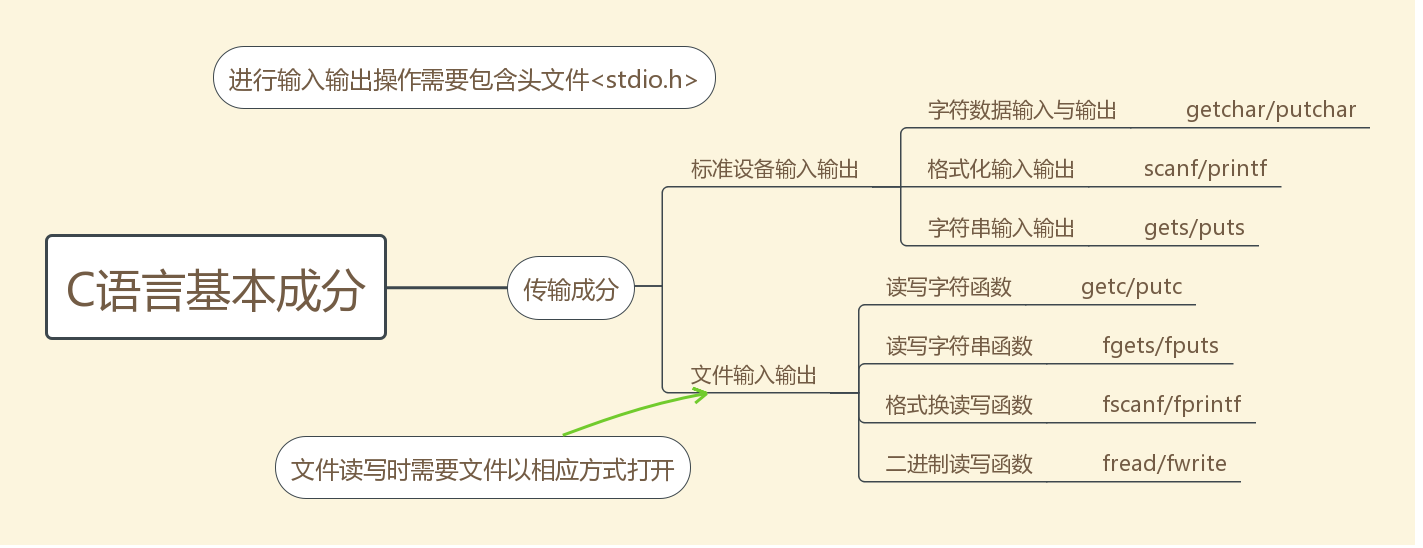 进行输入输出操作需要包含头文件<stdio.h>
C语言基本成分
传输成分
标准设备输入输出
字符数据输入与输出 getchar/putchar
格式化输入输出 scanf/printf
字符串输入输出 gets/puts
文件输入输出
读写字符函数 getc/putc
读写字符串函数 fgets/fputs
格式换读写函数 fscanf/fprintf
二进制读写函数 fread/fwrite
文件读写时需要文件以相应方式打开